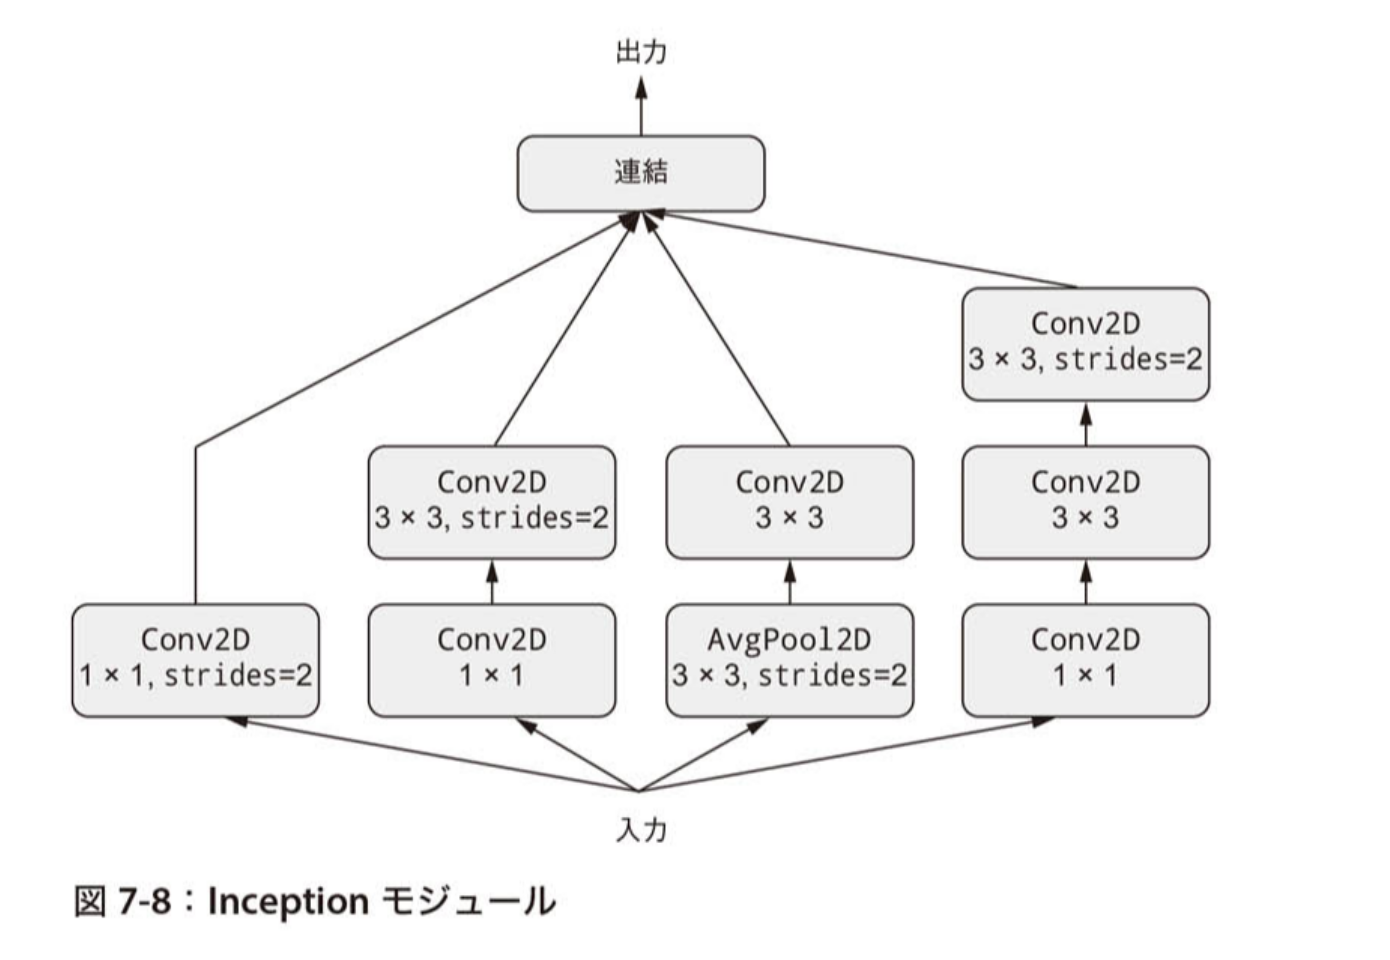 出力
連結
Conv2D
3 × 3, strides=2
Conv2D
3 × 3, strides=2
Conv2D
3 × 3
Conv2D
3 × 3
Conv2D
1 × 1, strides=2
Conv2D
1 × 1
AvgPool2D
3 × 3, strides=2
Conv2D
1 × 1
入力
図 7-8：Inception モジュール